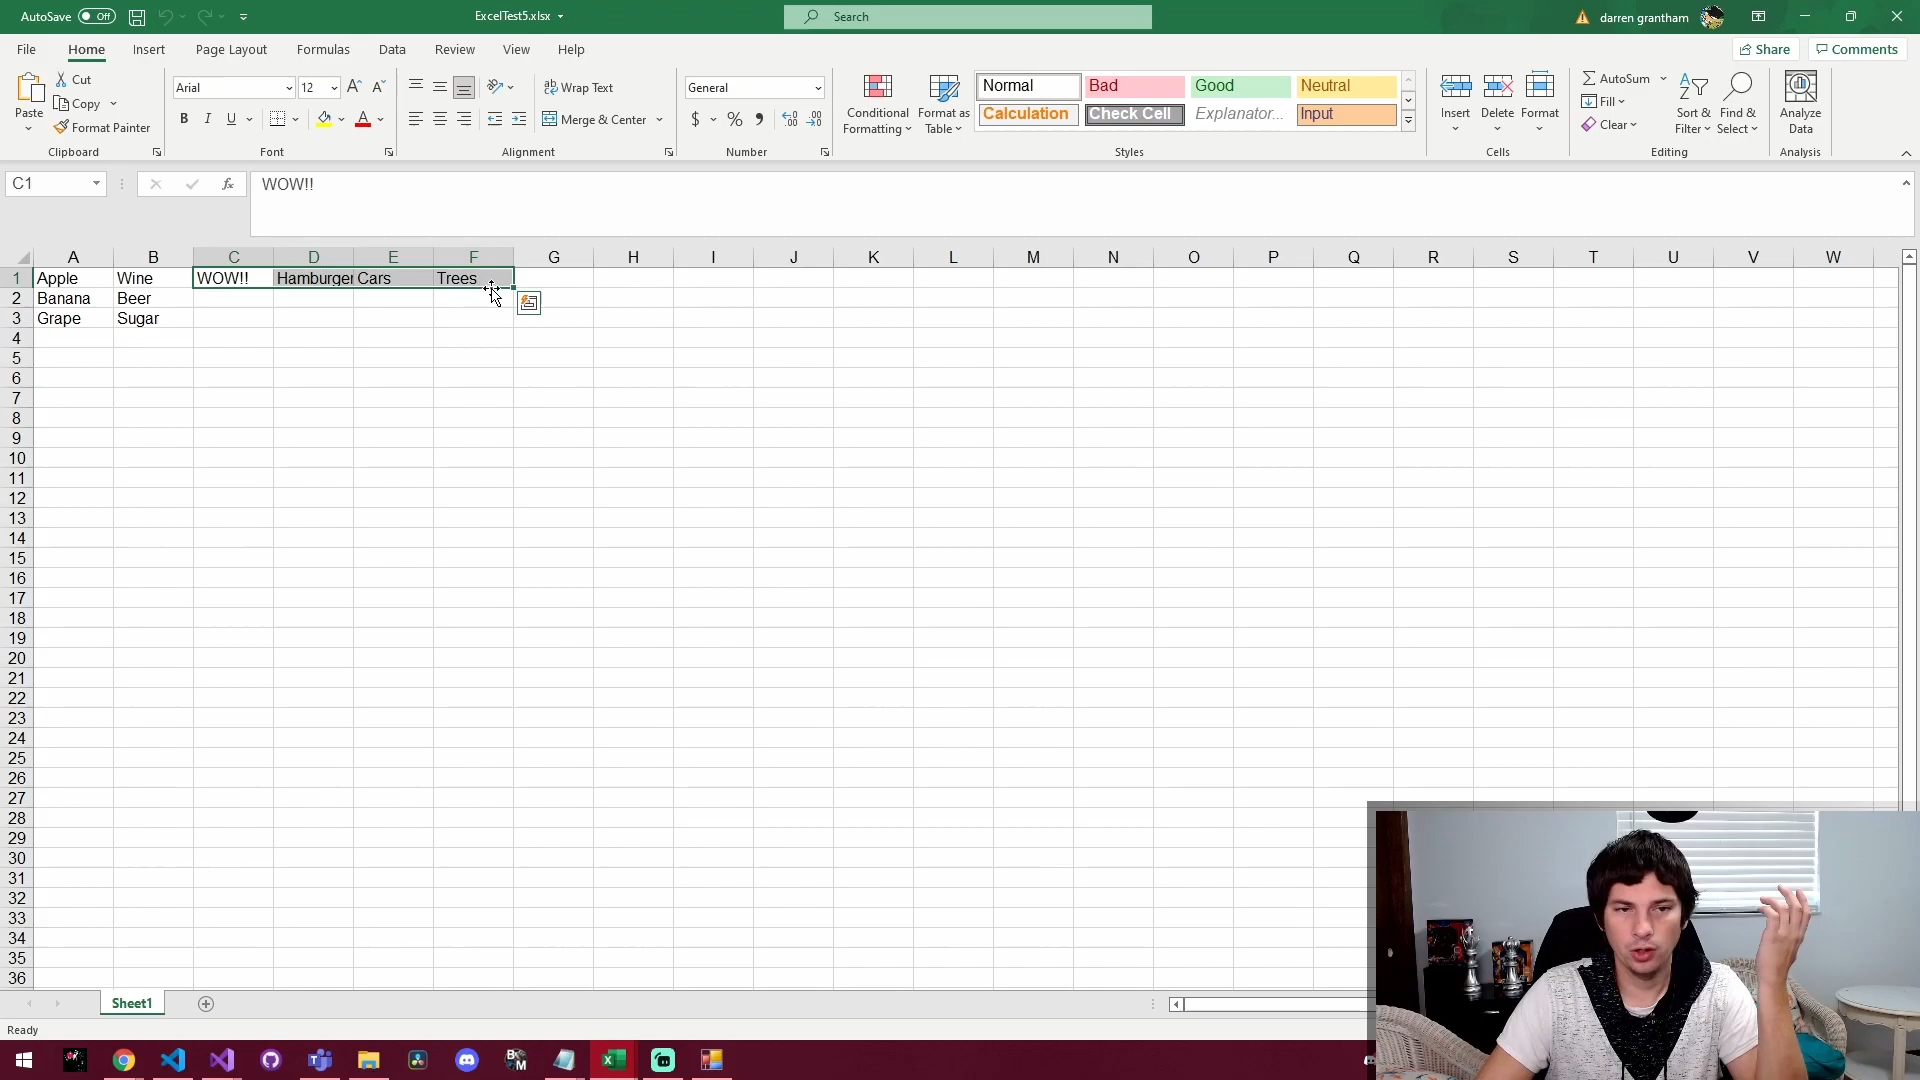 AutoSave Off ExcelTest5.xlsx Search darren grantham
File Home Insert Page Layout Formulas Data Review View Help Share Comments
Paste Cut Copy Format Painter
Clipboard
Arial 12
B I U A
Font
Wrap Text
Merge & Center
Alignment
General
$ %
Number
Conditional Formatting
Format as Table
Normal Bad Good Neutral
Calculation Check Cell Explanator... Input
Styles
Insert Delete Format
Cells
AutoSum
Fill
Clear
Sort & Filter
Find & Select
Editing
Analyze Data
Analysis
C1 fx WOW!!
A B C D E F G H I J K L M N O P Q R S T U V W
1 Apple Wine WOW!! Hamburger Cars Trees
2 Banana Beer
3 Grape Sugar
4
5
6
7
8
9
10
11
12
13
14
15
16
17
18
19
20
21
22
23
24
25
26
27
28
29
30
31
32
33
34
35
36
Sheet1
Ready